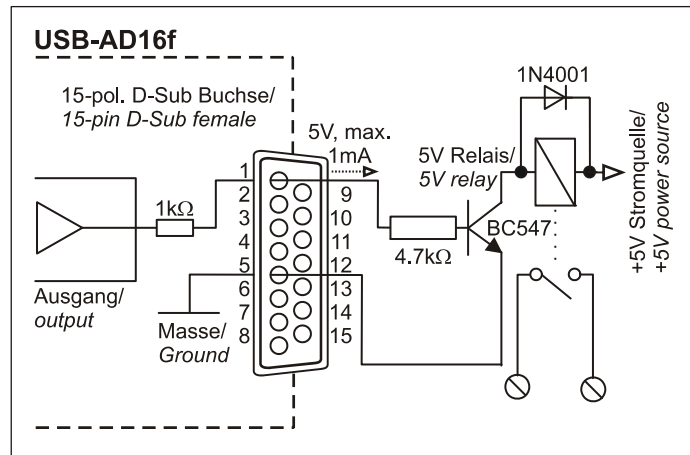 USB-AD16f
15-pol. D-Sub Buchse/
15-pin D-Sub female
1N4001
5V, max.
1mA
5V Relais/
5V relay
+5V Stromquelle/
+5V power source
1
2
3
4
5
6
7
8
9
10
11
12
13
14
15
1kΩ
4.7kΩ
BC547
Ausgang/
output
Masse/
Ground